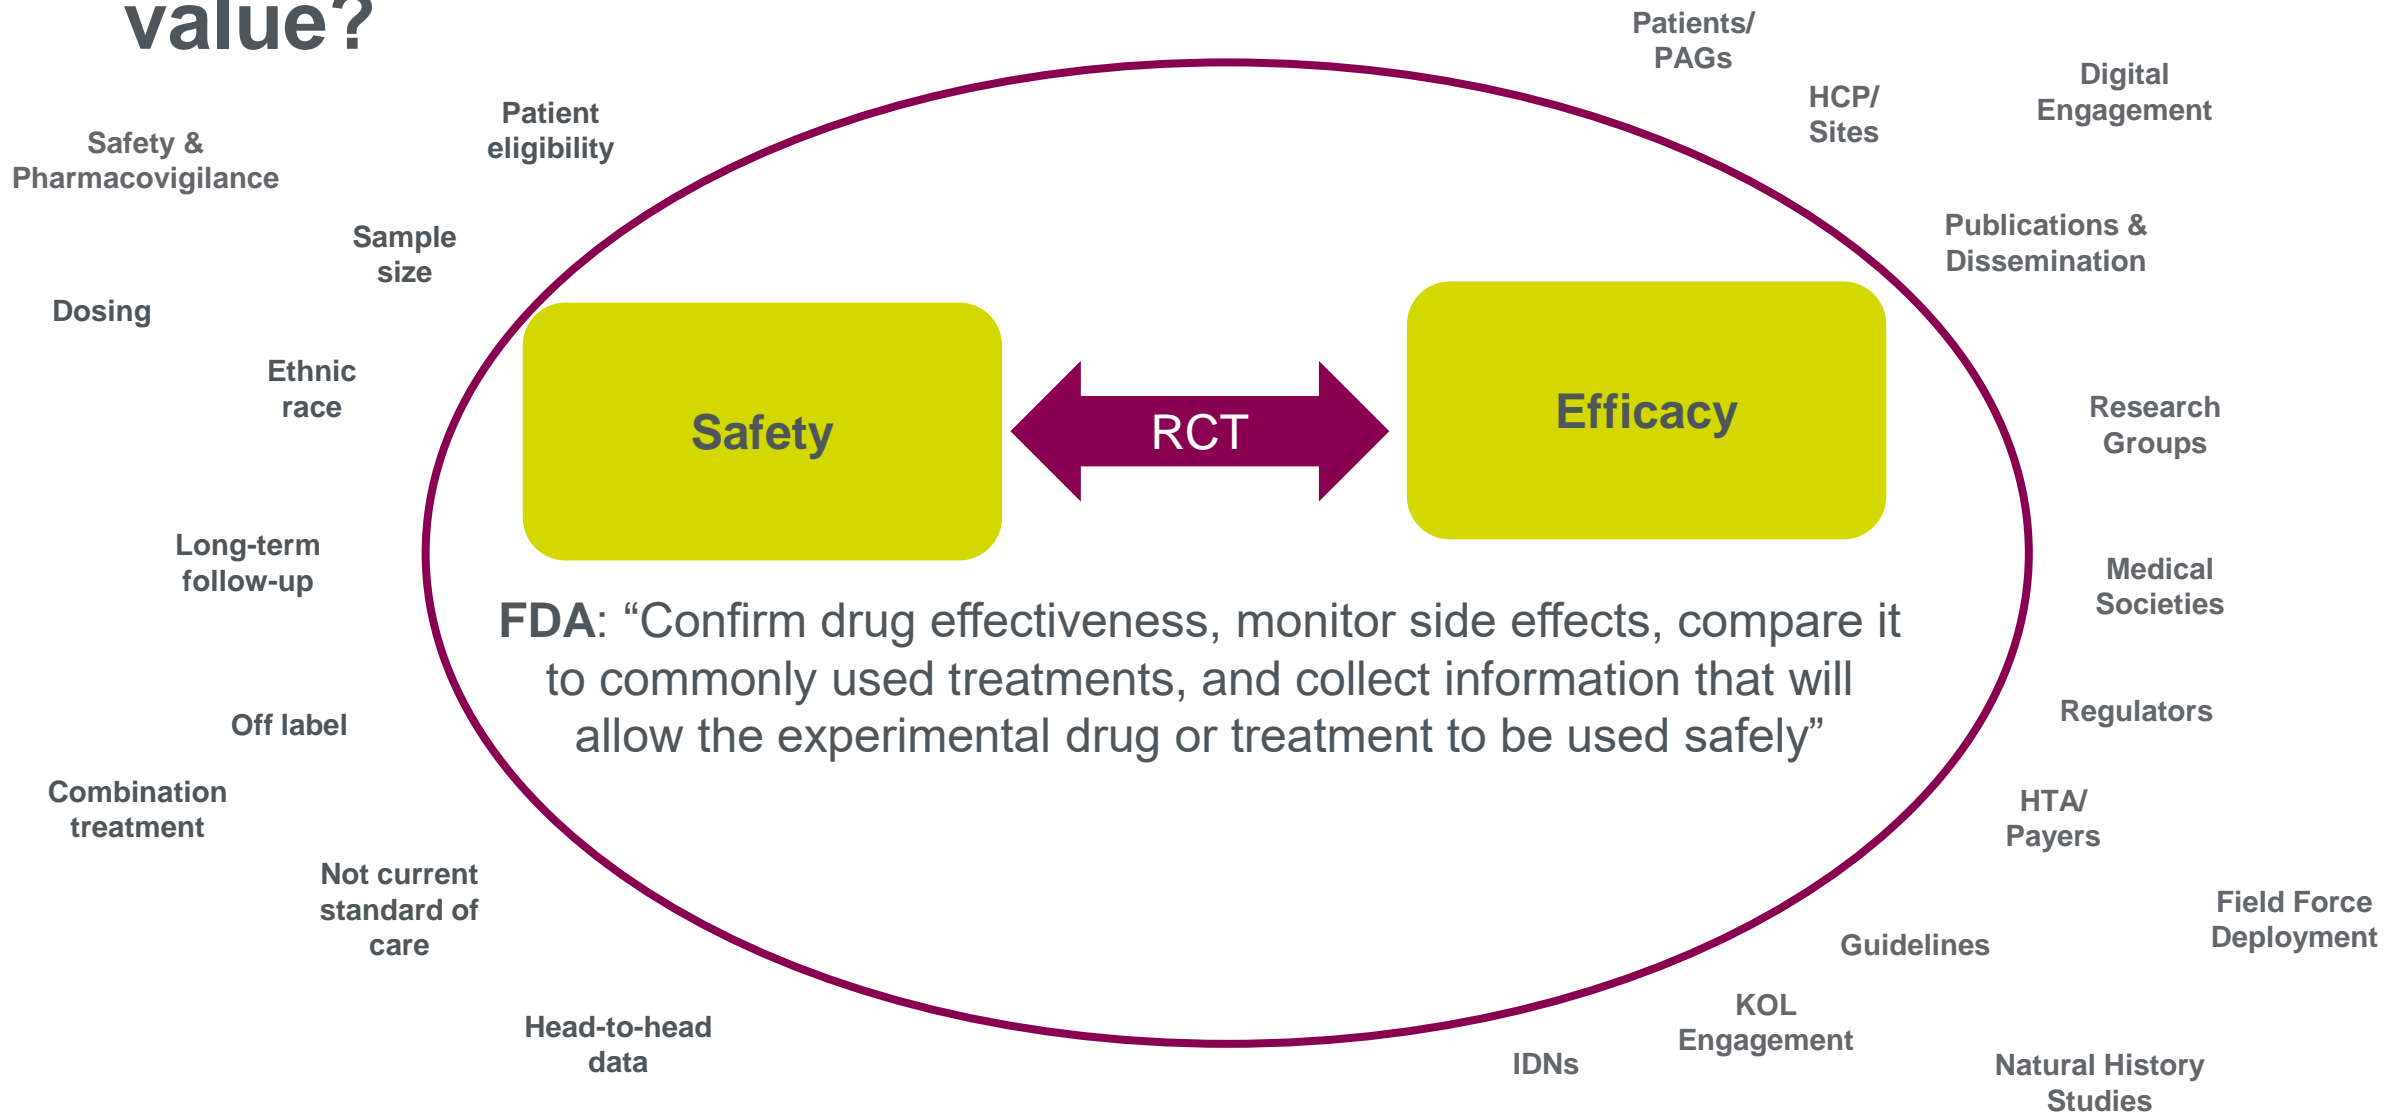 value?
Patients/
PAGs
HCP/
Sites
Digital
Engagement
Patient
eligibility
Safety &
Pharmacovigilance
Sample
size
Publications &
Dissemination
Dosing
Ethnic
race
Safety
RCT
Efficacy
Research
Groups
Long-term
follow-up
Medical
Societies
FDA: “Confirm drug effectiveness, monitor side effects, compare it
to commonly used treatments, and collect information that will
allow the experimental drug or treatment to be used safely”
Off label
Regulators
Combination
treatment
HTA/
Payers
Not current
standard of
care
Field Force
Deployment
Guidelines
Head-to-head
data
KOL
Engagement
IDNs
Natural History
Studies